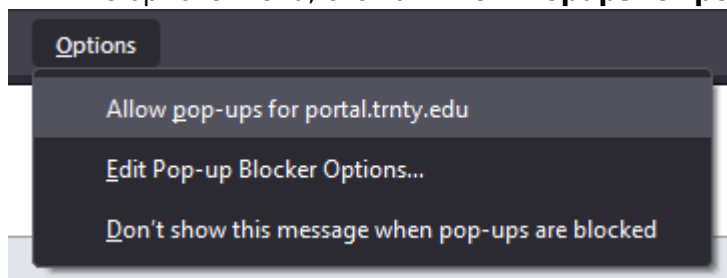 Options
Allow pop-ups for portal.trnty.edu
Edit Pop-up Blocker Options...
Don't show this message when pop-ups are blocked